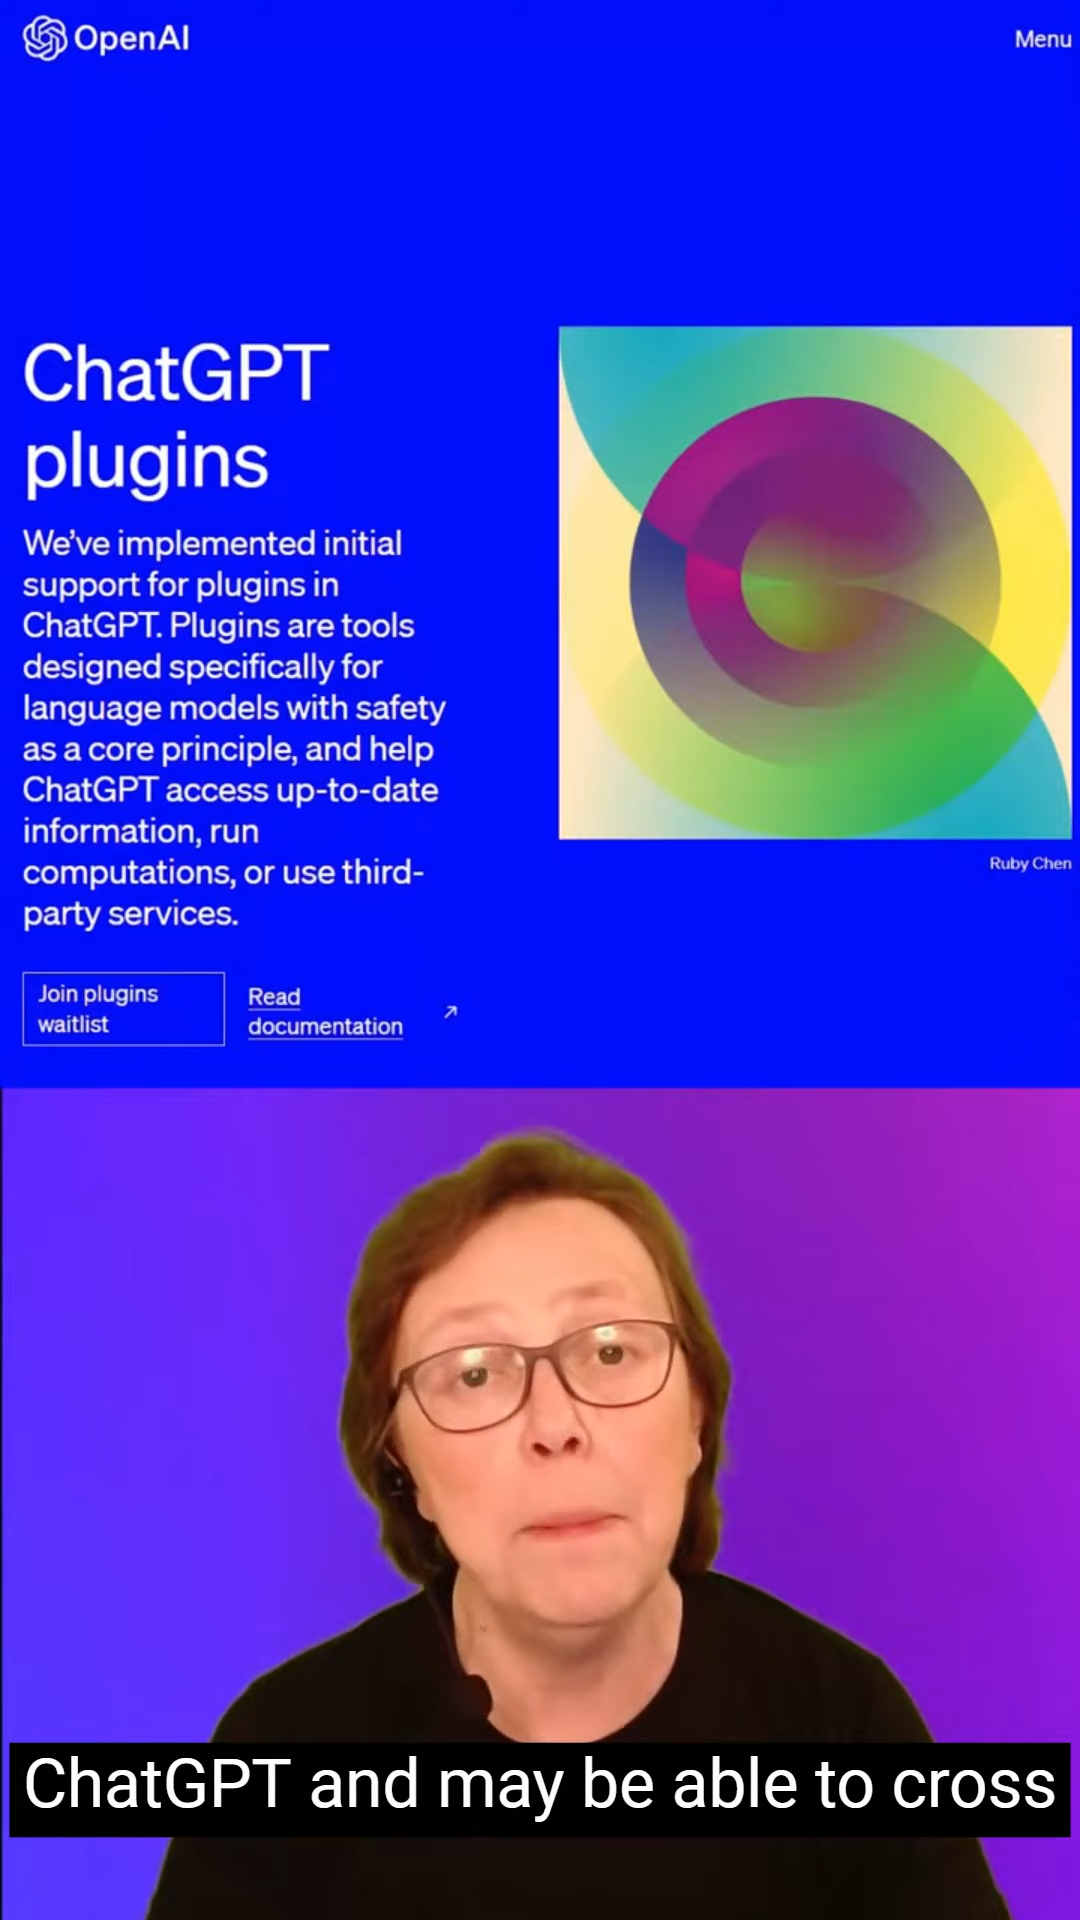 OpenAI
Menu
ChatGPT
plugins
We’ve implemented initial
support for plugins in
ChatGPT. Plugins are tools
designed specifically for
language models with safety
as a core principle, and help
ChatGPT access up-to-date
information, run
computations, or use third-
party services.
Ruby Chen
Join plugins
waitlist
Read
documentation
ChatGPT and may be able to cross